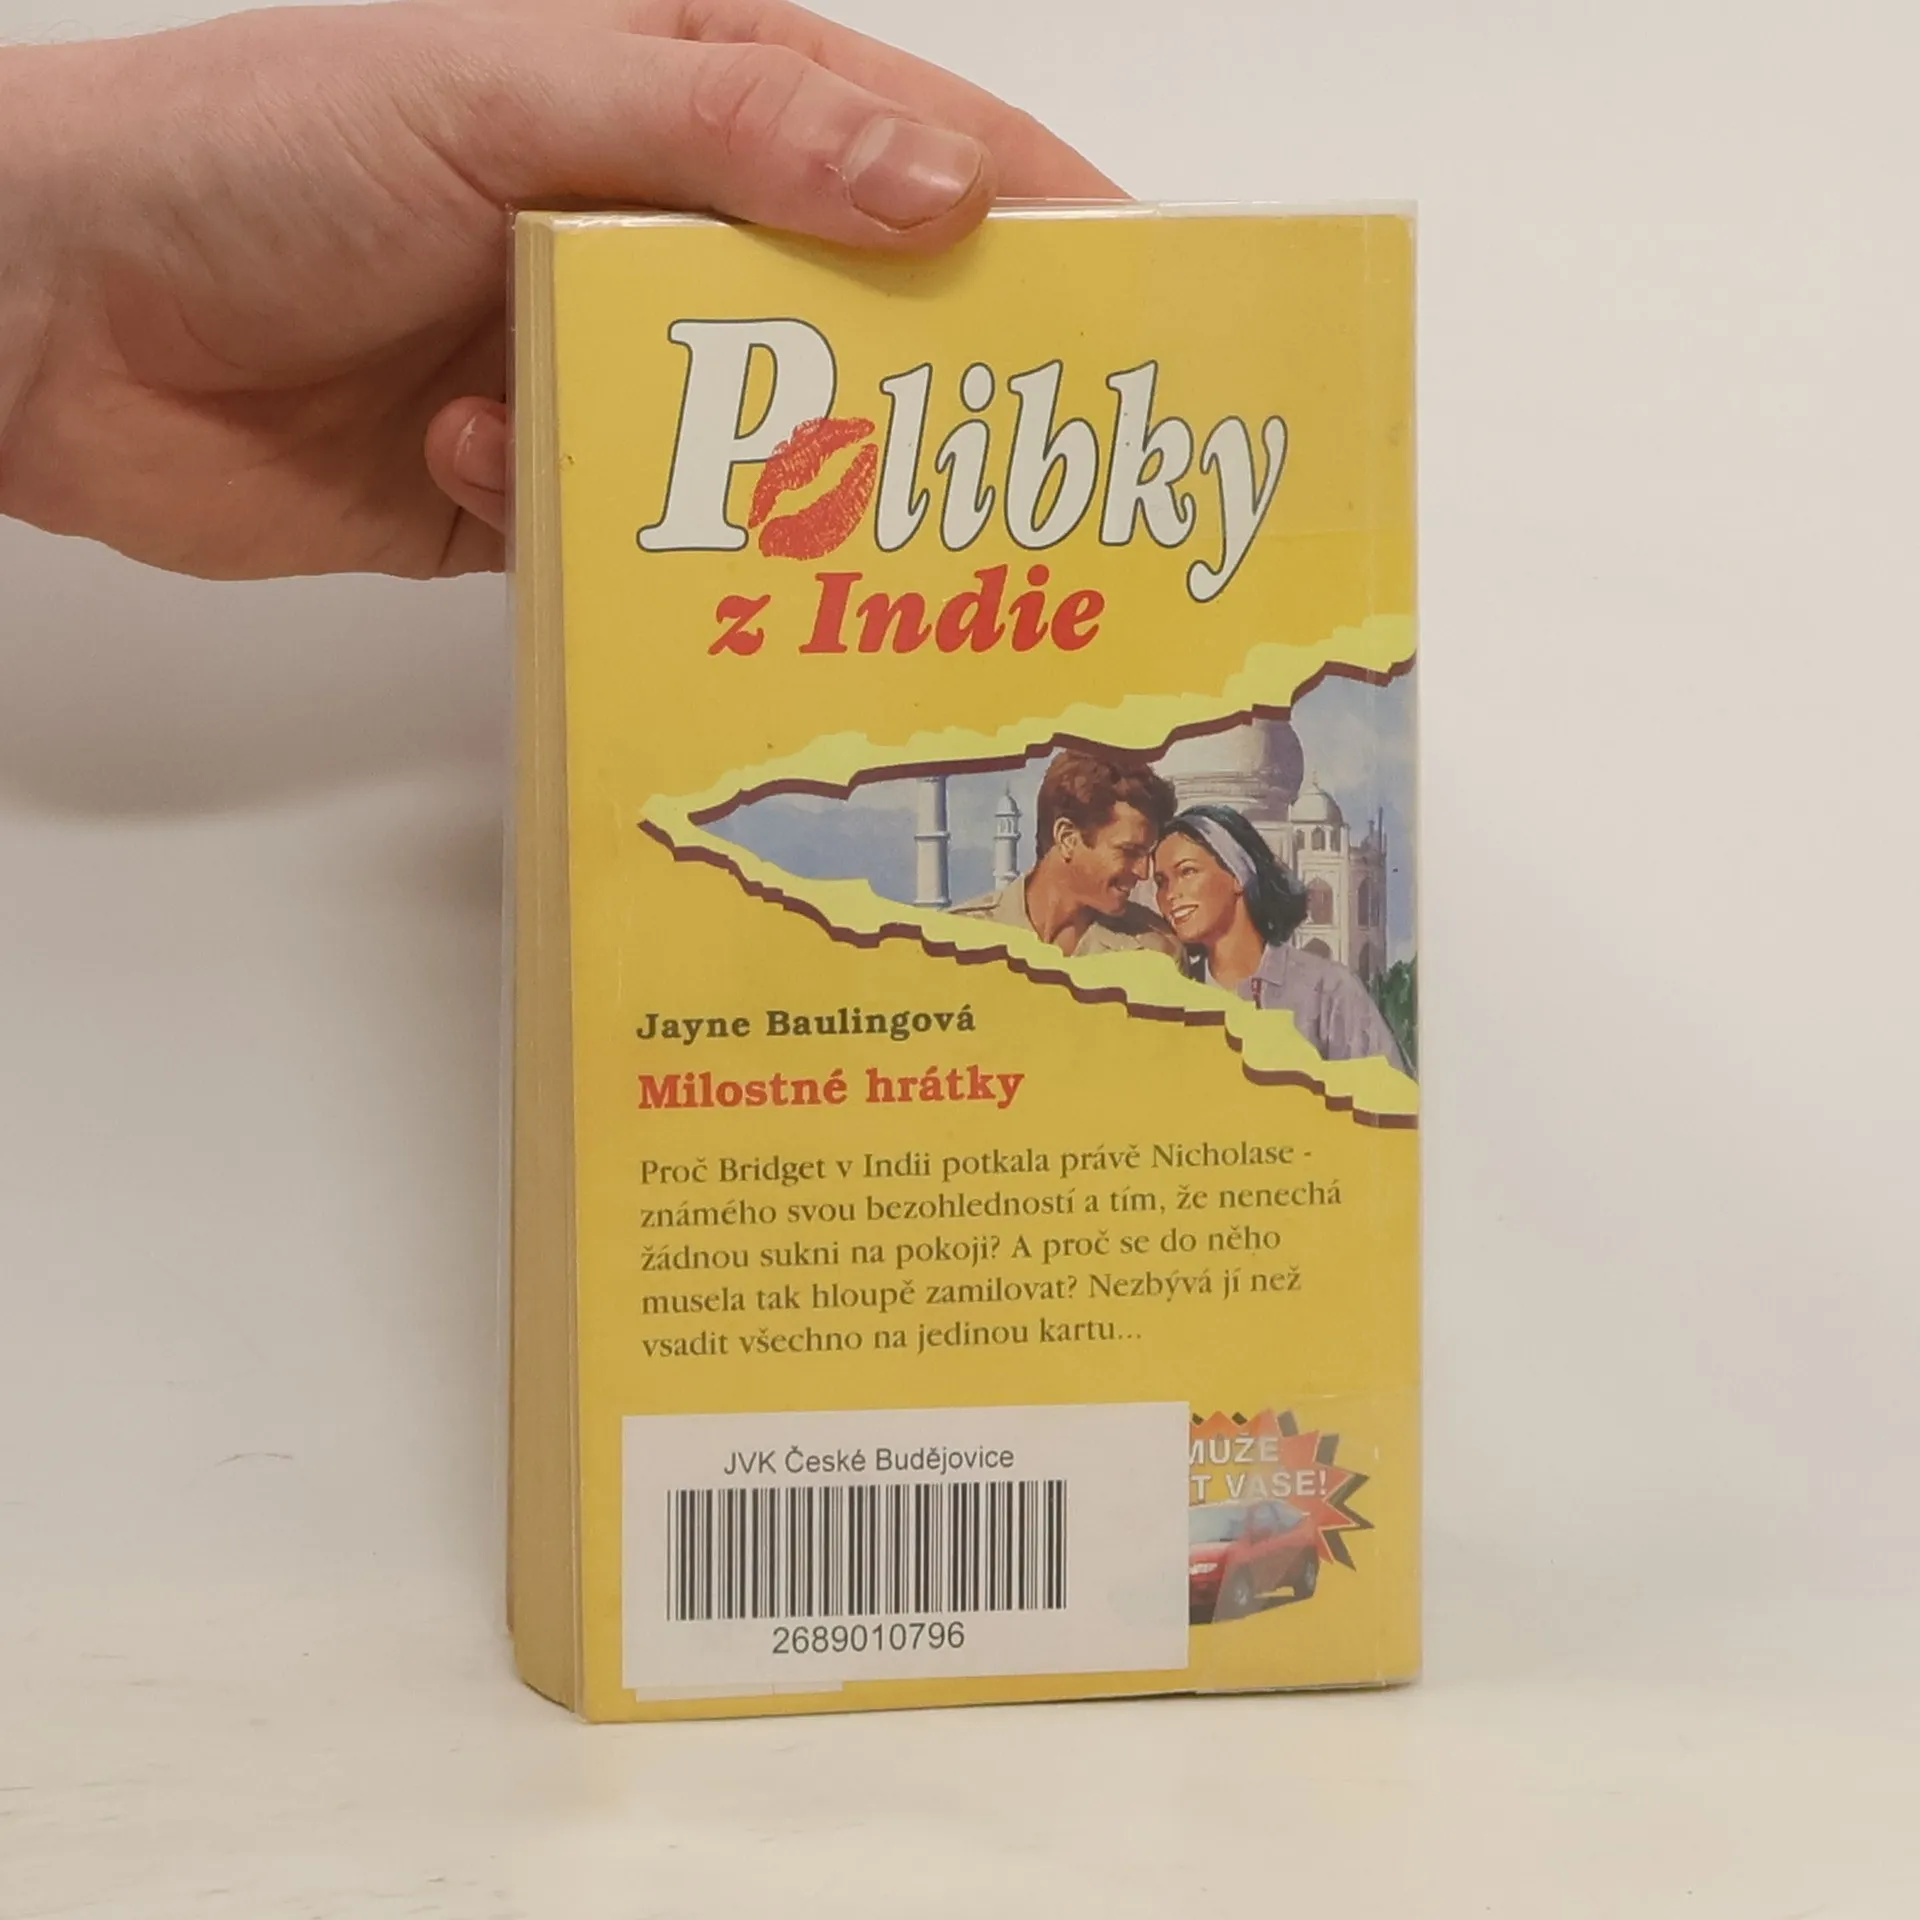 Polibky
z Indie
Jayne Baulingová
Milostné hrátky
Proč Bridget v Indii potkala právě Nicholase -
známého svou bezohledností a tím, že nenechá
žádnou sukni na pokoji? A proč se do něho
musela tak hloupě zamilovat? Nezbývá jí než
vsadit všechno na jedinou kartu...
MŮŽE
T VAŠE!
JVK České Budějovice
2689010796